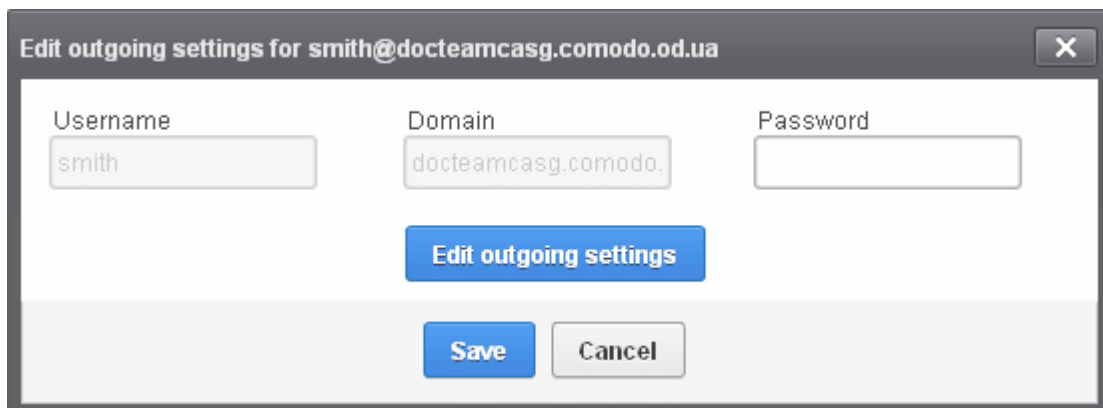 Edit outgoing settings for smith@docteamcasg.comodo.od.ua
Username Domain Password
smith docteamcasg.comodo.
Edit outgoing settings
Save Cancel